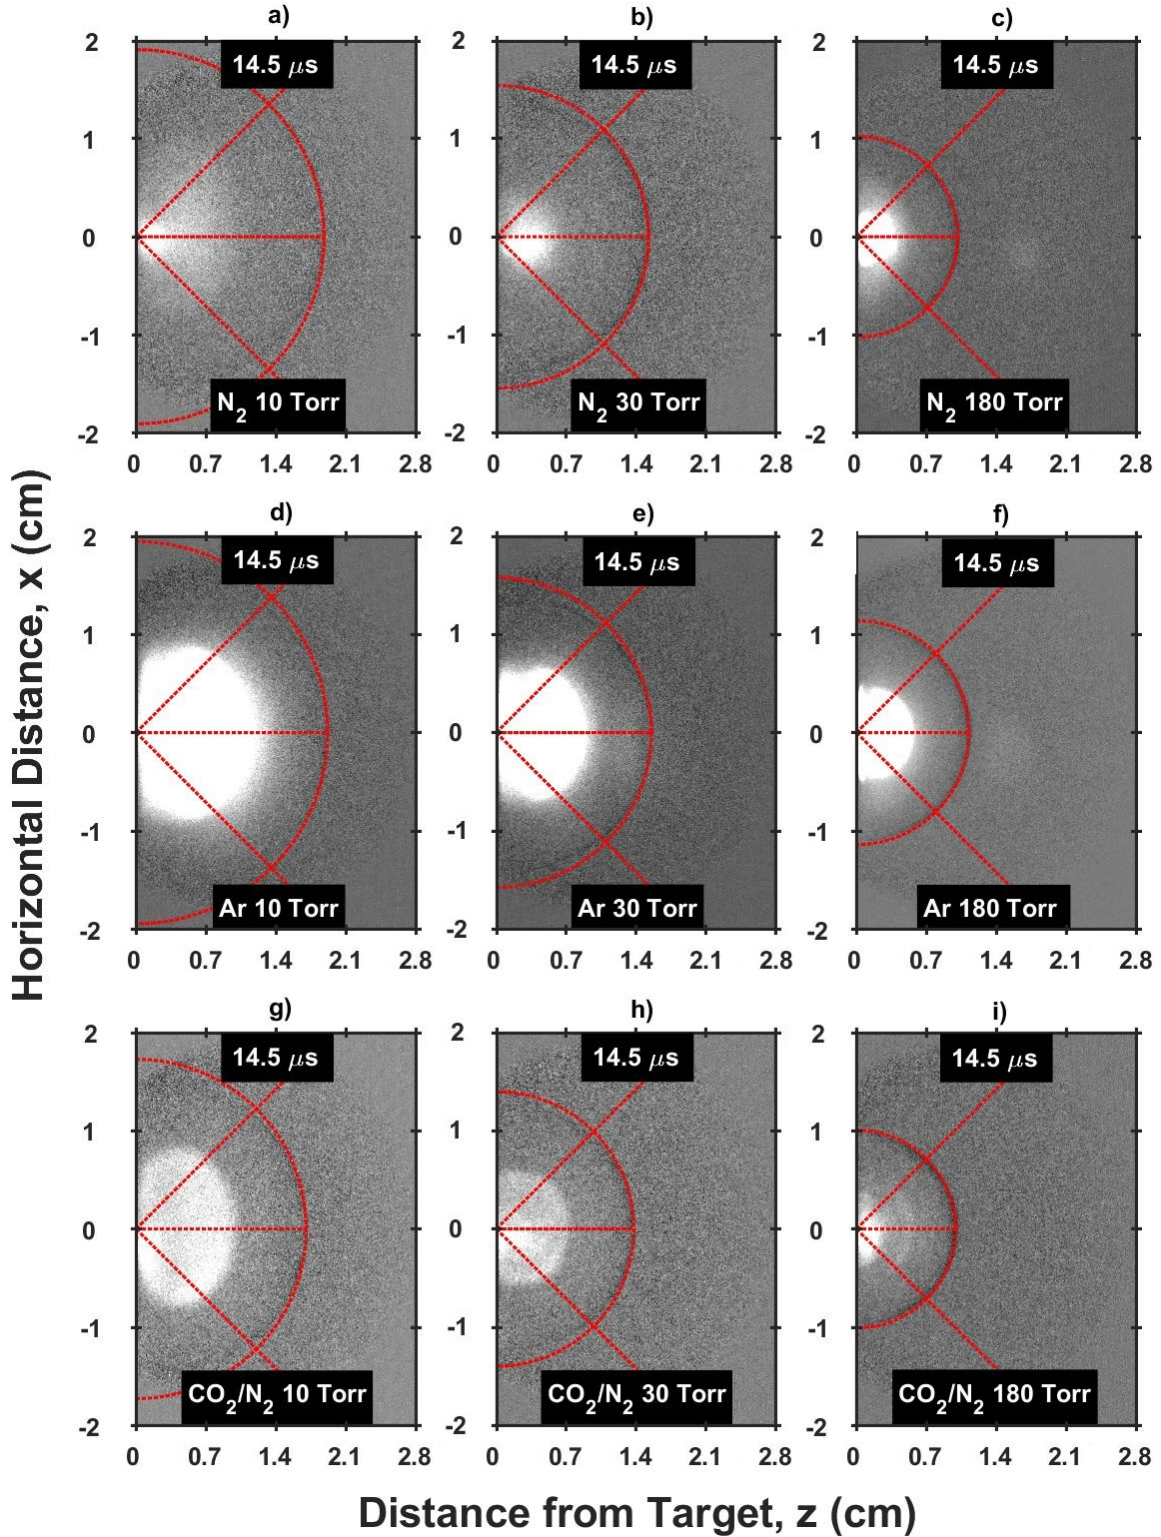 a)
b)
c)
14.5 μs
14.5 μs
14.5 μs
2
1
0
-1
-2
2
1
0
-1
-2
2
1
0
-1
-2
N2 10 Torr
N2 30 Torr
N2 180 Torr
0 0.7 1.4 2.1 2.8
0 0.7 1.4 2.1 2.8
0 0.7 1.4 2.1 2.8
d)
e)
f)
14.5 μs
14.5 μs
14.5 μs
2
1
0
-1
-2
2
1
0
-1
-2
2
1
0
-1
-2
Ar 10 Torr
Ar 30 Torr
Ar 180 Torr
0 0.7 1.4 2.1 2.8
0 0.7 1.4 2.1 2.8
0 0.7 1.4 2.1 2.8
g)
h)
i)
14.5 μs
14.5 μs
14.5 μs
2
1
0
-1
-2
2
1
0
-1
-2
2
1
0
-1
-2
CO2/N2 10 Torr
CO2/N2 30 Torr
CO2/N2 180 Torr
0 0.7 1.4 2.1 2.8
0 0.7 1.4 2.1 2.8
0 0.7 1.4 2.1 2.8
Horizontal Distance, x (cm)
Distance from Target, z (cm)